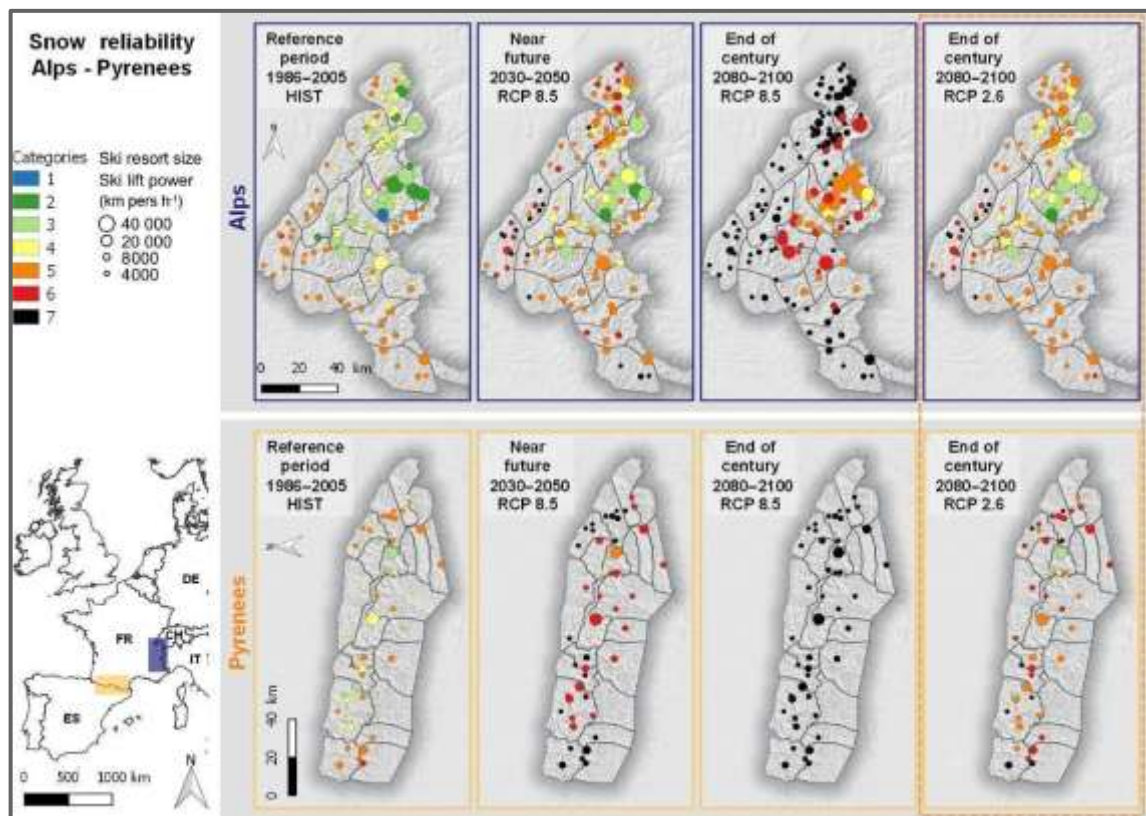 Snow reliability
Alps - Pyrenees
Categories
1
2
3
4
5
6
7
Ski resort size
Ski lift power
(km pers h⁻¹)
40 000
20 000
8000
4000
Alps
Reference
period
1986–2005
HIST
Near
future
2030–2050
RCP 8.5
End of
century
2080–2100
RCP 8.5
End of
century
2080–2100
RCP 2.6
N
0 20 40 km
Pyrenees
Reference
period
1986–2005
HIST
Near
future
2030–2050
RCP 8.5
End of
century
2080–2100
RCP 8.5
End of
century
2080–2100
RCP 2.6
0 20 40 km
DE
FR
CH
IT
ES
N
0 500 1000 km